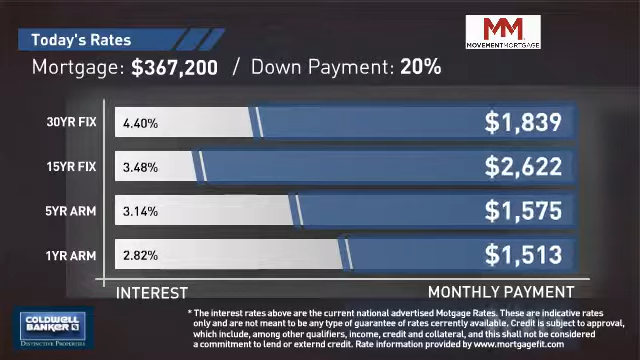 Today's Rates
MM
MOVEMENTMORTGAGE
Mortgage: $367,200 / Down Payment: 20%
30YR FIX 4.40% $1,839
15YR FIX 3.48% $2,622
5YR ARM 3.14% $1,575
1YR ARM 2.82% $1,513
INTEREST MONTHLY PAYMENT
COLDWELL
BANKER
DISTINCTIVE PROPERTIES
* The interest rates above are the current national advertised Motgage Rates. These are indicative rates
only and are not meant to be any type of guarantee of rates cerrently available. Credit is subject to approval,
which include, among other qualifiers, income, credit and collateral, and this shall not be considered
a commitment to lend or externd credit. Rate information provided by www.mortgagefit.com